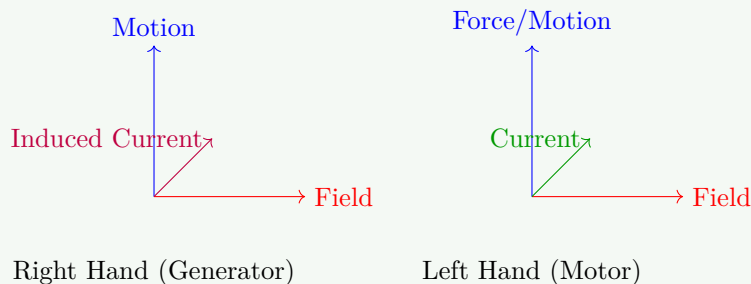 Motion
Induced Current
Field
Right Hand (Generator)
Force/Motion
Current
Field
Left Hand (Motor)